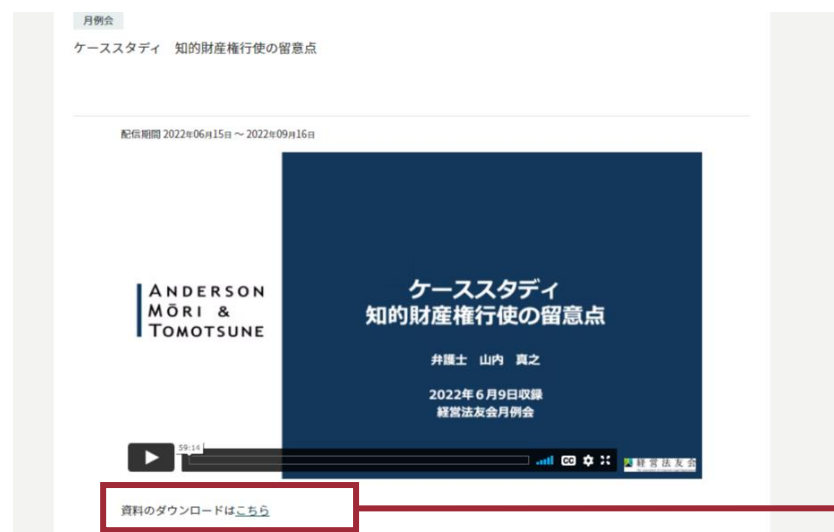 月例会
ケーススタディ　知的財産権行使の留意点
配信期間 2022年06月15日 〜 2022年09月16日
ANDERSON
MŌRI &
TOMOTSUNE
ケーススタディ
知的財産権行使の留意点
弁護士　山内　真之
2022年6月9日収録
経営法友会月例会
59:14
CC
経営法友会
資料のダウンロードはこちら